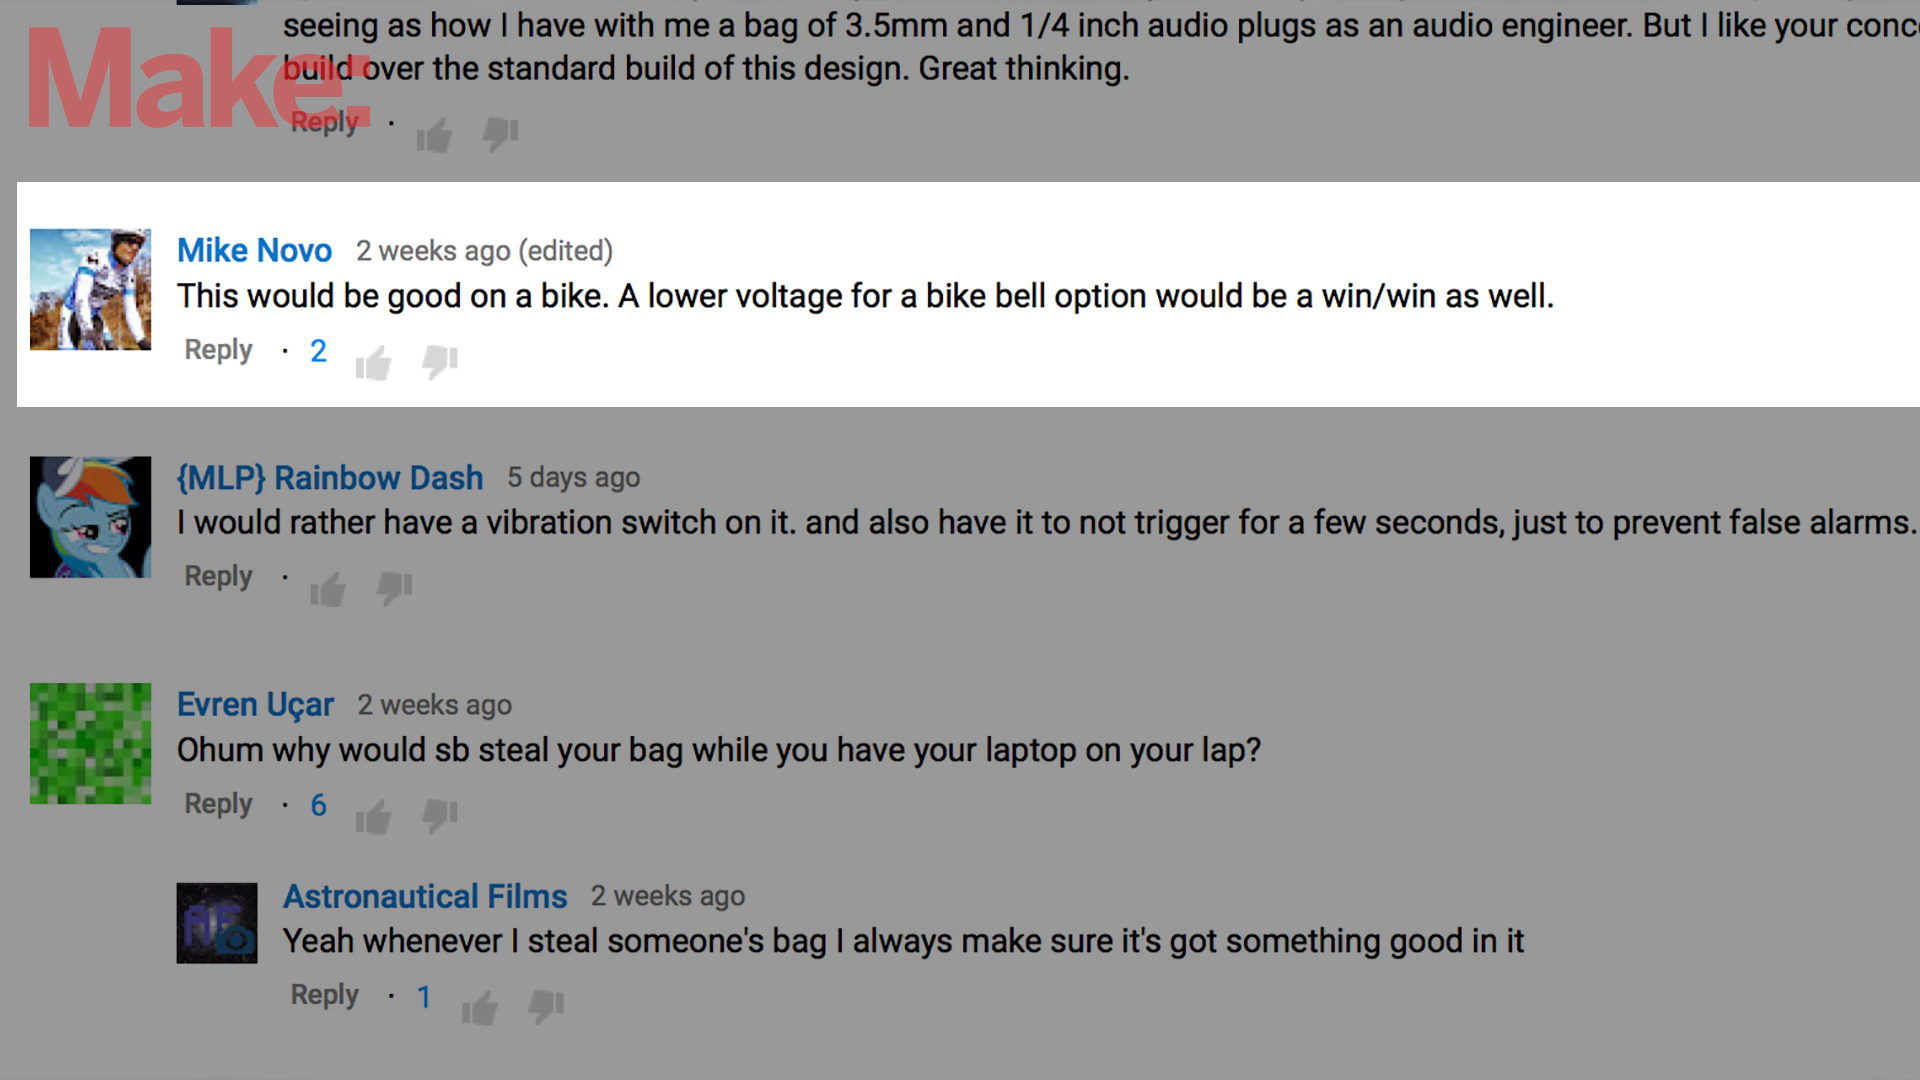 Make:
seeing as how I have with me a bag of 3.5mm and 1/4 inch audio plugs as an audio engineer. But I like your
build over the standard build of this design. Great thinking.
Reply ·
Mike Novo 2 weeks ago (edited)
This would be good on a bike. A lower voltage for a bike bell option would be a win/win as well.
Reply · 2
{MLP} Rainbow Dash 5 days ago
I would rather have a vibration switch on it. and also have it to not trigger for a few seconds, just to prevent false alarms.
Reply ·
Evren Uçar 2 weeks ago
Ohum why would sb steal your bag while you have your laptop on your lap?
Reply · 6
AF
Astronautical Films 2 weeks ago
Yeah whenever I steal someone's bag I always make sure it's got something good in it
Reply · 1